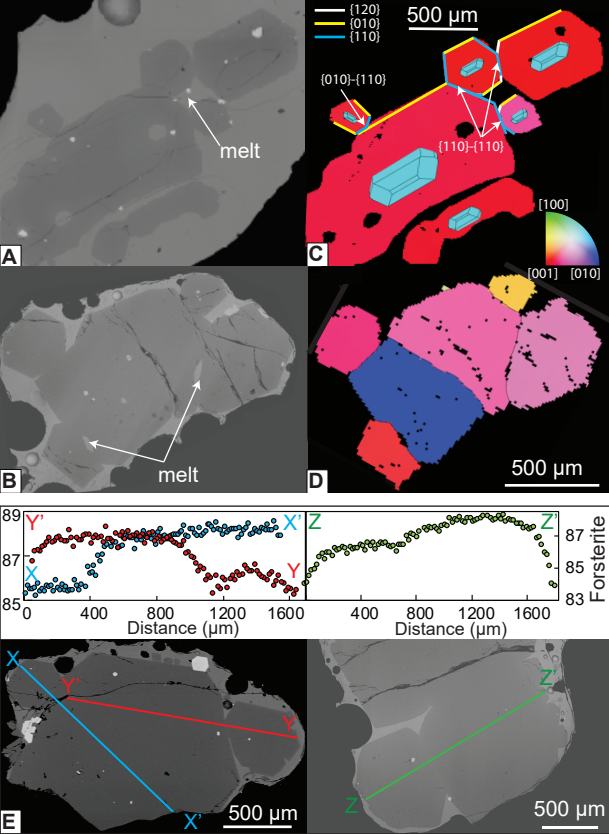 A
melt
{120}
{010}
{110}
500 µm
{010}-{110}
{110}-{110}
[100]
[001] [010]
C
B
melt
D
500 µm
89
87
85
Y'
X
X'
Y
0 400 800 1200 1600
Distance (µm)
Z
Z'
87
85
83
Forsterite
400 800 1200 1600
Distance (µm)
X
Y'
Y
X'
E
500 µm
Z'
Z
500 µm